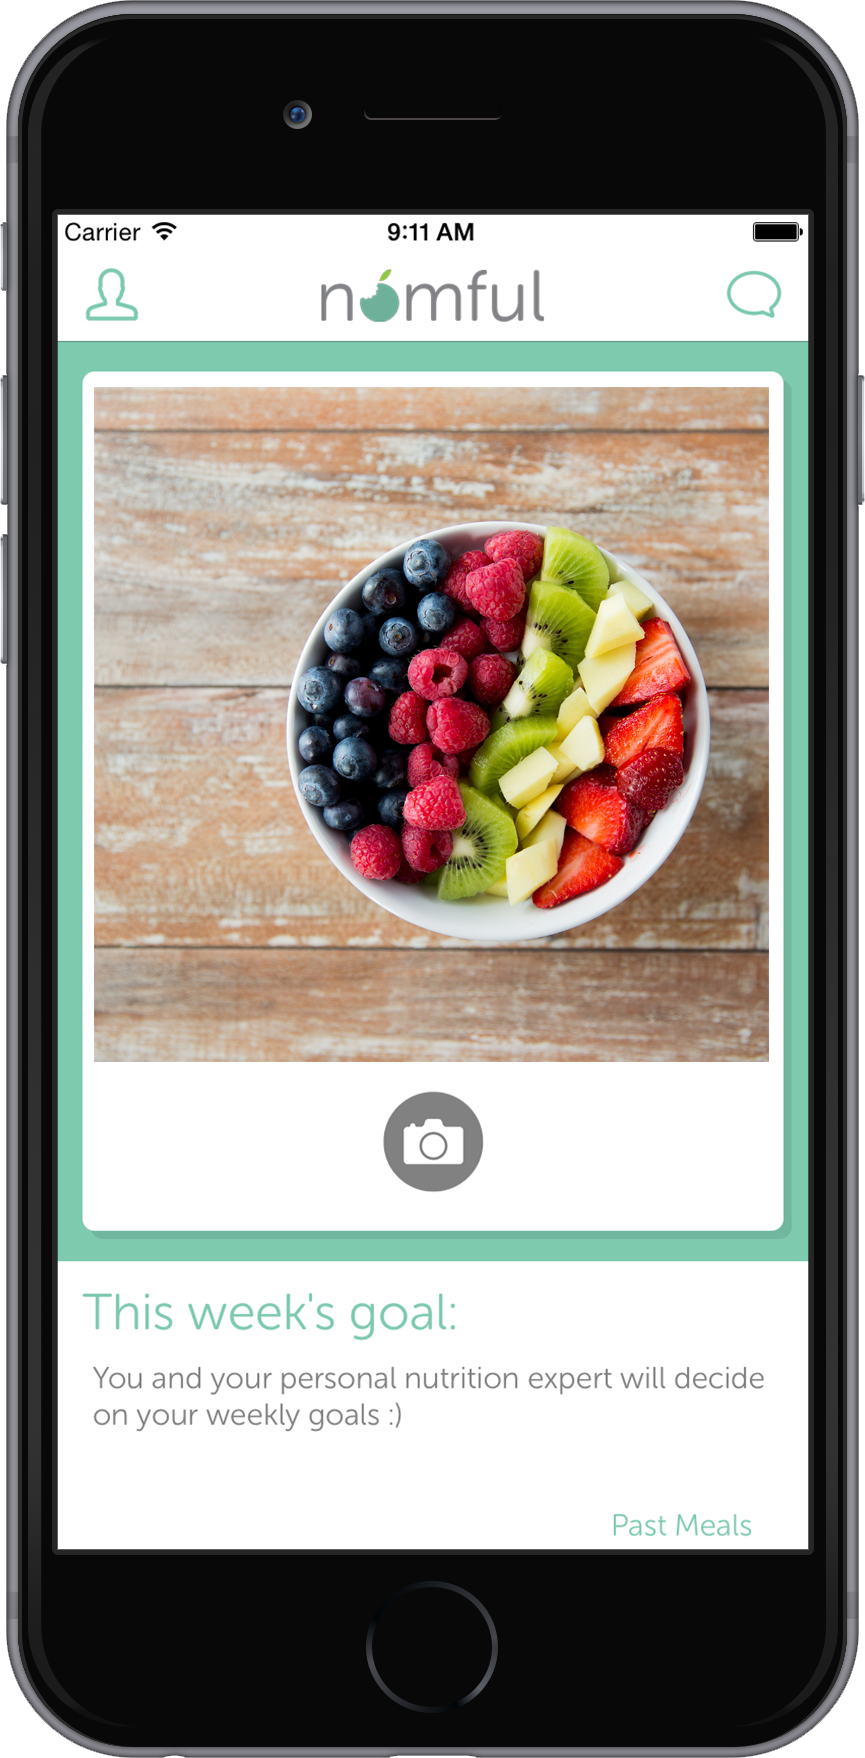 Carrier 9:11 AM
nomful
This week's goal:
You and your personal nutrition expert will decide
on your weekly goals :)
Past Meals